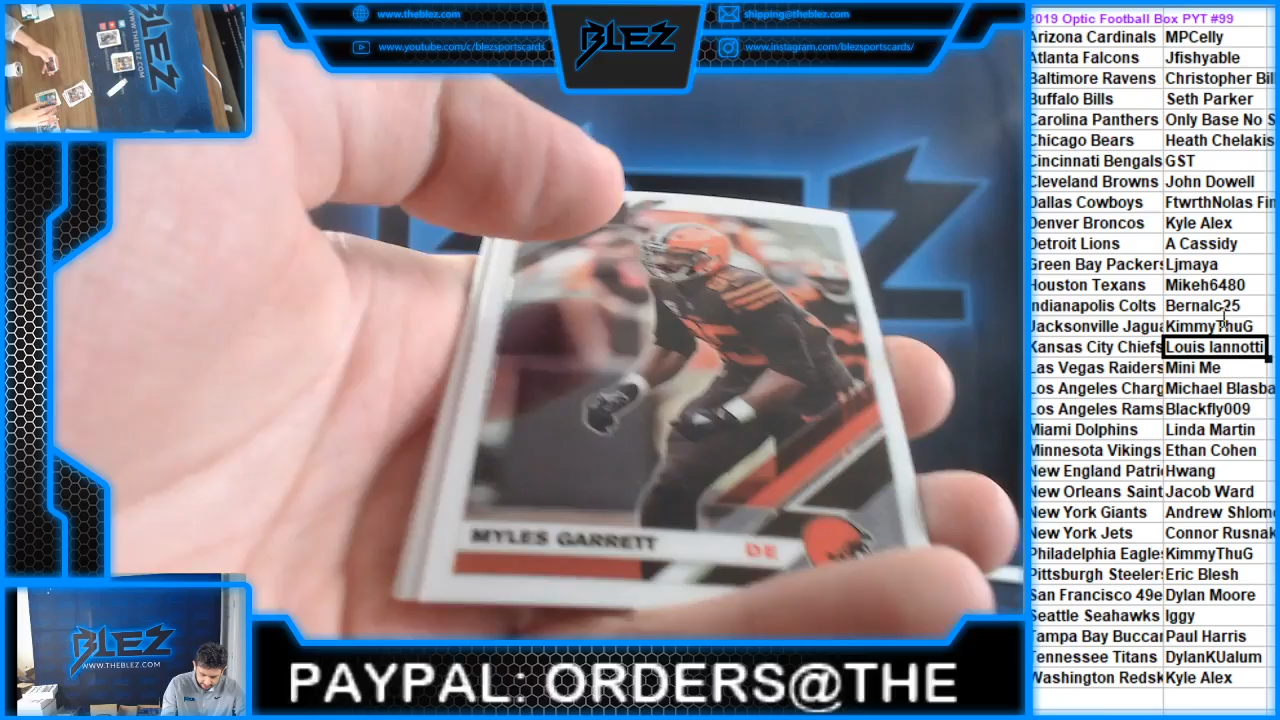 www.theblez.com
shipping@theblez.com
www.youtube.com/c/blezsportscards
BLEZ
www.instagram.com/blezsportscards/
BLEZ
WWW.THEBLEZ.COM
MYLES GARRETT DE
BLEZ
WWW.THEBLEZ.COM
PAYPAL: ORDERS@THE
2019 Optic Football Box PYT #99
Arizona Cardinals MPCelly
Atlanta Falcons Jfishyable
Baltimore Ravens Christopher Bil
Buffalo Bills Seth Parker
Carolina Panthers Only Base No S
Chicago Bears Heath Chelakis
Cincinnati Bengals GST
Cleveland Browns John Dowell
Dallas Cowboys FtwrthNolas Fin
Denver Broncos Kyle Alex
Detroit Lions A Cassidy
Green Bay Packers Ljmaya
Houston Texans Mikeh6480
Indianapolis Colts Bernalc25
Jacksonville Jagua KimmyThuG
Kansas City Chiefs Louis Iannotti
Las Vegas Raiders Mini Me
Los Angeles Charg Michael Blasba
Los Angeles Rams Blackfly009
Miami Dolphins Linda Martin
Minnesota Vikings Ethan Cohen
New England Patri Hwang
New Orleans Saint Jacob Ward
New York Giants Andrew Shlom
New York Jets Connor Rusnak
Philadelphia Eagle KimmyThuG
Pittsburgh Steeler Eric Blesh
San Francisco 49e Dylan Moore
Seattle Seahawks Iggy
Tampa Bay Buccar Paul Harris
Tennessee Titans DylanKUalum
Washington Redsk Kyle Alex